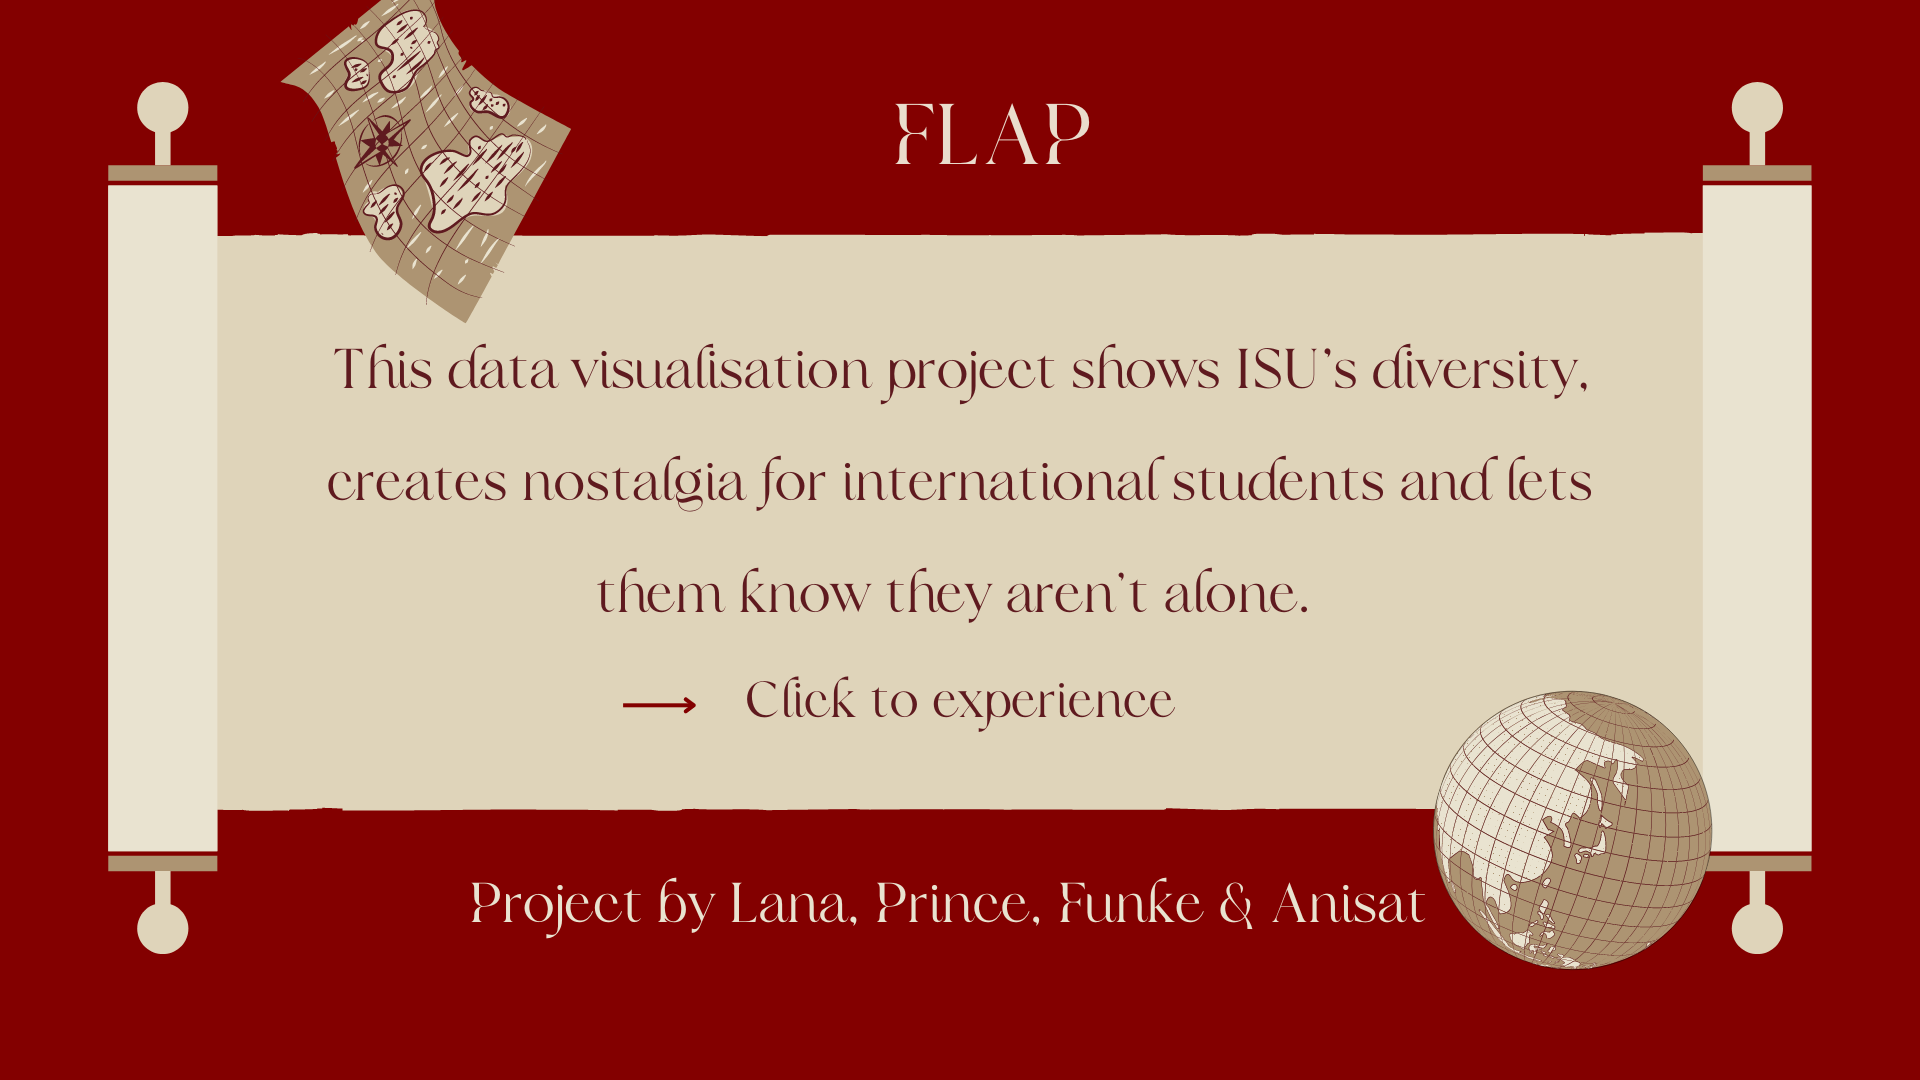 FLAP
This data visualisation project shows ISU's diversity,
creates nostalgia for international students and lets
them know they aren't alone.
Click to experience
Project by Lana, Prince, Funke & Anisat